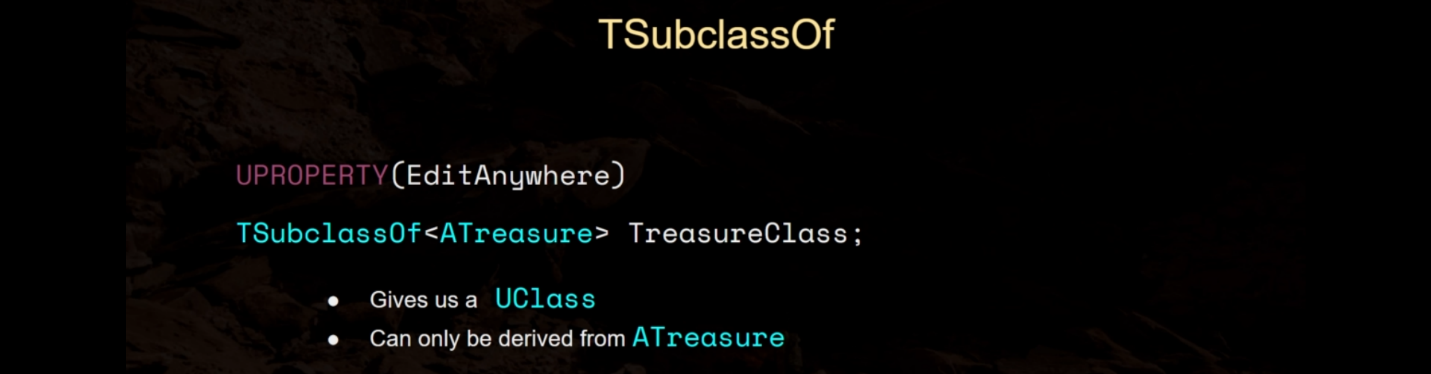 TSubclassOf
UPROPERTY(EditAnywhere)
TSubclassOf<ATreasure> TreasureClass;
● Gives us a UClass
● Can only be derived from ATreasure